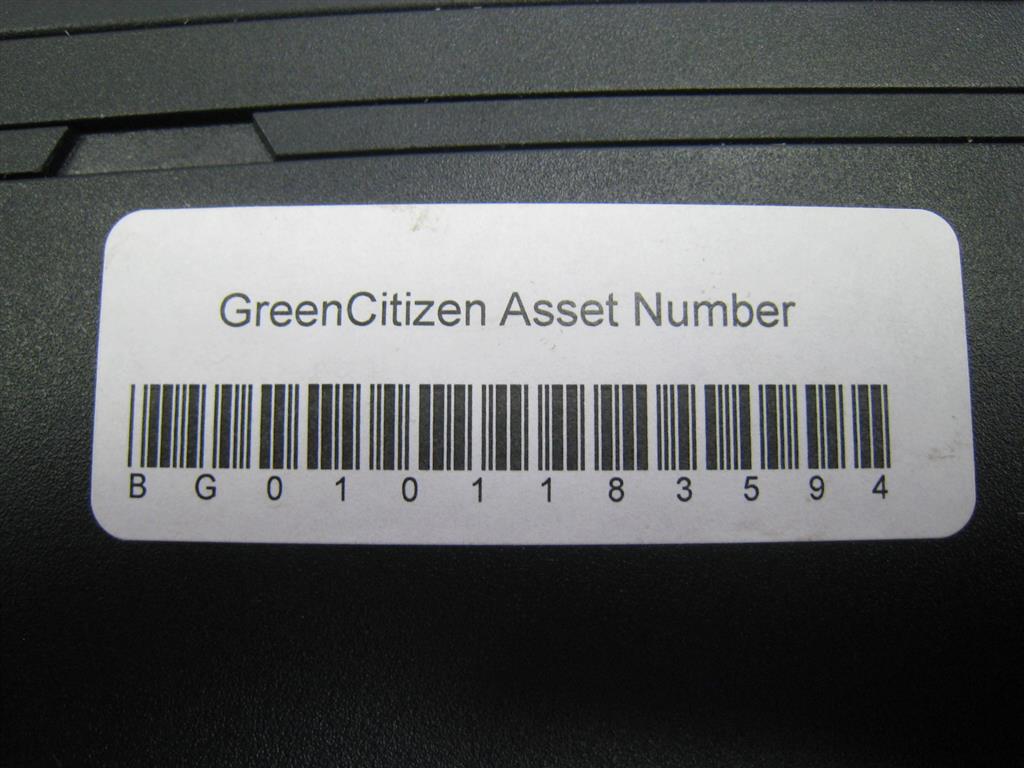 GreenCitizen Asset Number
B G 0 1 0 1 1 8 3 5 9 4